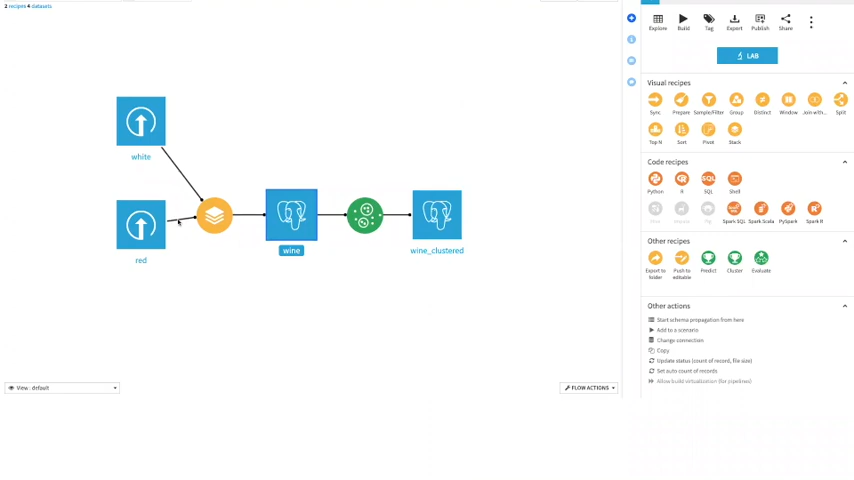 2 recipes 4 datasets
white
red
wine
wine_clustered
View : default
FLOW ACTIONS
Explore Build Tag Export Publish Share
LAB
Visual recipes
Sync Prepare Sample/Filter Group Distinct Window Join with... Split
Top N Sort Pivot Stack
Code recipes
Python R SQL Shell
Hive Impala Pig Spark SQL Spark Scala PySpark Spark R
Other recipes
Export to folder Push to editable Predict Cluster Evaluate
Other actions
Start schema propagation from here
Add to a scenario
Change connection
Copy
Update status (count of record, file size)
Set auto count of records
Allow build virtualization (for pipelines)